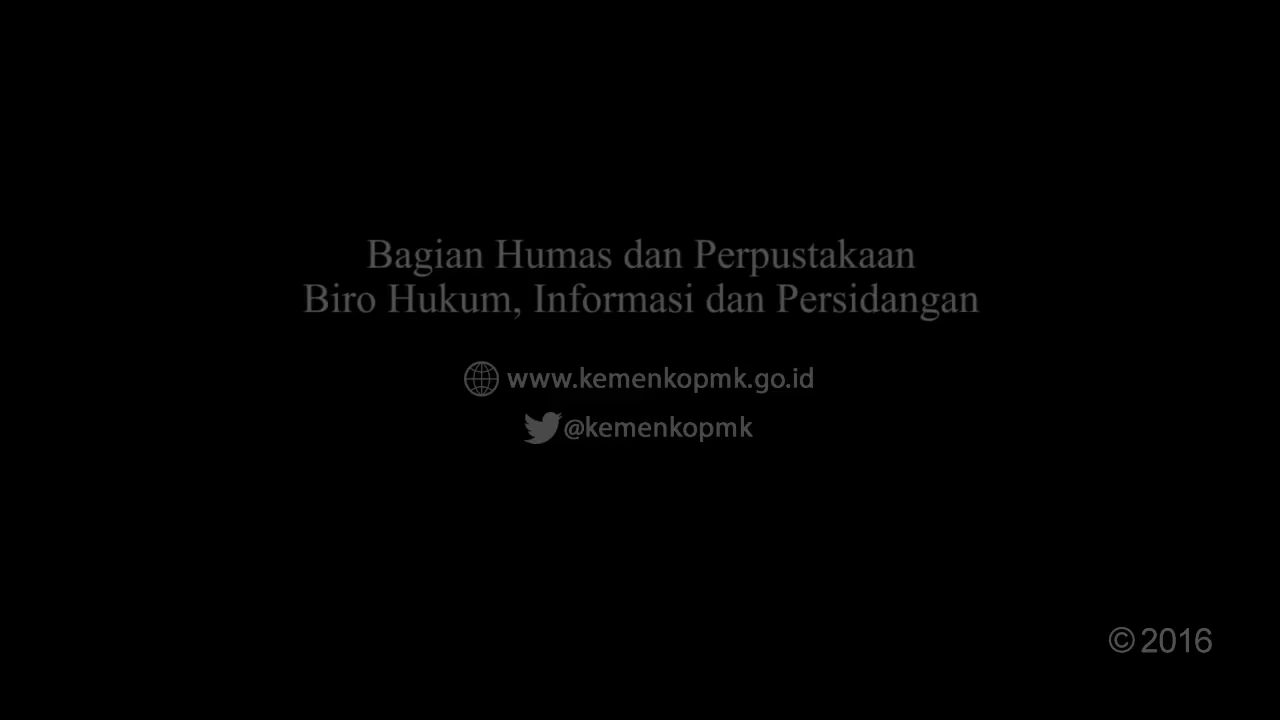 Bagian Humas dan Perpustakaan
Biro Hukum, Informasi dan Persidangan
www.kemenkopmk.go.id
@kemenkopmk
© 2016